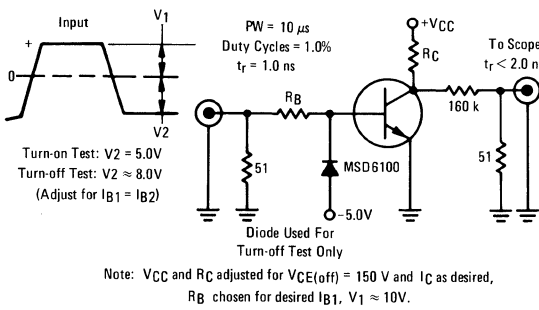 Input
V1
+
0
V2
Turn-on Test: V2 = 5.0V
Turn-off Test: V2 ≈ 8.0V
(Adjust for IB1 = IB2)
PW = 10 μs
Duty Cycles = 1.0%
tr = 1.0 ns
RB
51
MSD6100
-5.0V
Diode Used For
Turn-off Test Only
+VCC
RC
160 k
To Scope
tr < 2.0 n
51
Note: VCC and RC adjusted for VCE(off) = 150 V and IC as desired,
RB chosen for desired IB1, V1 ≈ 10V.